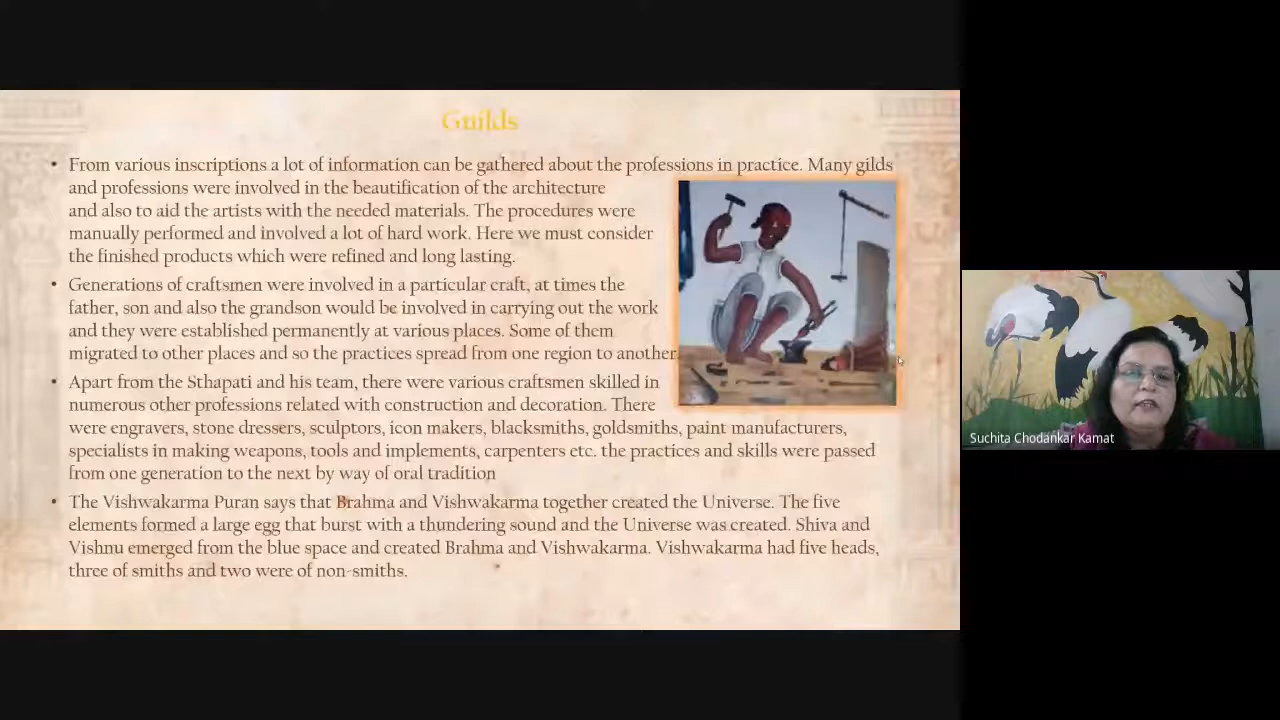 Guilds
• From various inscriptions a lot of information can be gathered about the professions in practice. Many gilds
and professions were involved in the beautification of the architecture
and also to aid the artists with the needed materials. The procedures were
manually performed and involved a lot of hard work. Here we must consider
the finished products which were refined and long lasting.
• Generations of craftsmen were involved in a particular craft, at times the
father, son and also the grandson would be involved in carrying out the work
and they were established permanently at various places. Some of them
migrated to other places and so the practices spread from one region to another.
• Apart from the Sthapati and his team, there were various craftsmen skilled in
numerous other professions related with construction and decoration. There
were engravers, stone dressers, sculptors, icon makers, blacksmiths, goldsmiths, paint manufacturers,
specialists in making weapons, tools and implements, carpenters etc. the practices and skills were passed
from one generation to the next by way of oral tradition
• The Vishwakarma Puran says that Brahma and Vishwakarma together created the Universe. The five
elements formed a large egg that burst with a thundering sound and the Universe was created. Shiva and
Vishnu emerged from the blue space and created Brahma and Vishwakarma. Vishwakarma had five heads,
three of smiths and two were of non-smiths.
Suchita Chodankar Kamat